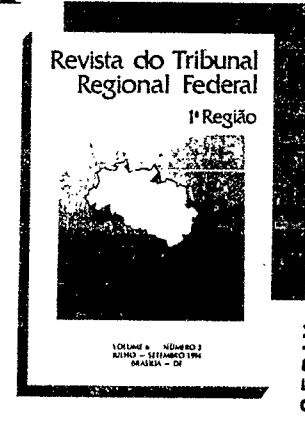 Revista do Tribunal
Regional Federal
1ª Região
VOLUME 6 NÚMERO 3
JULHO – SETEMBRO 1994
BRASÍLIA – DF